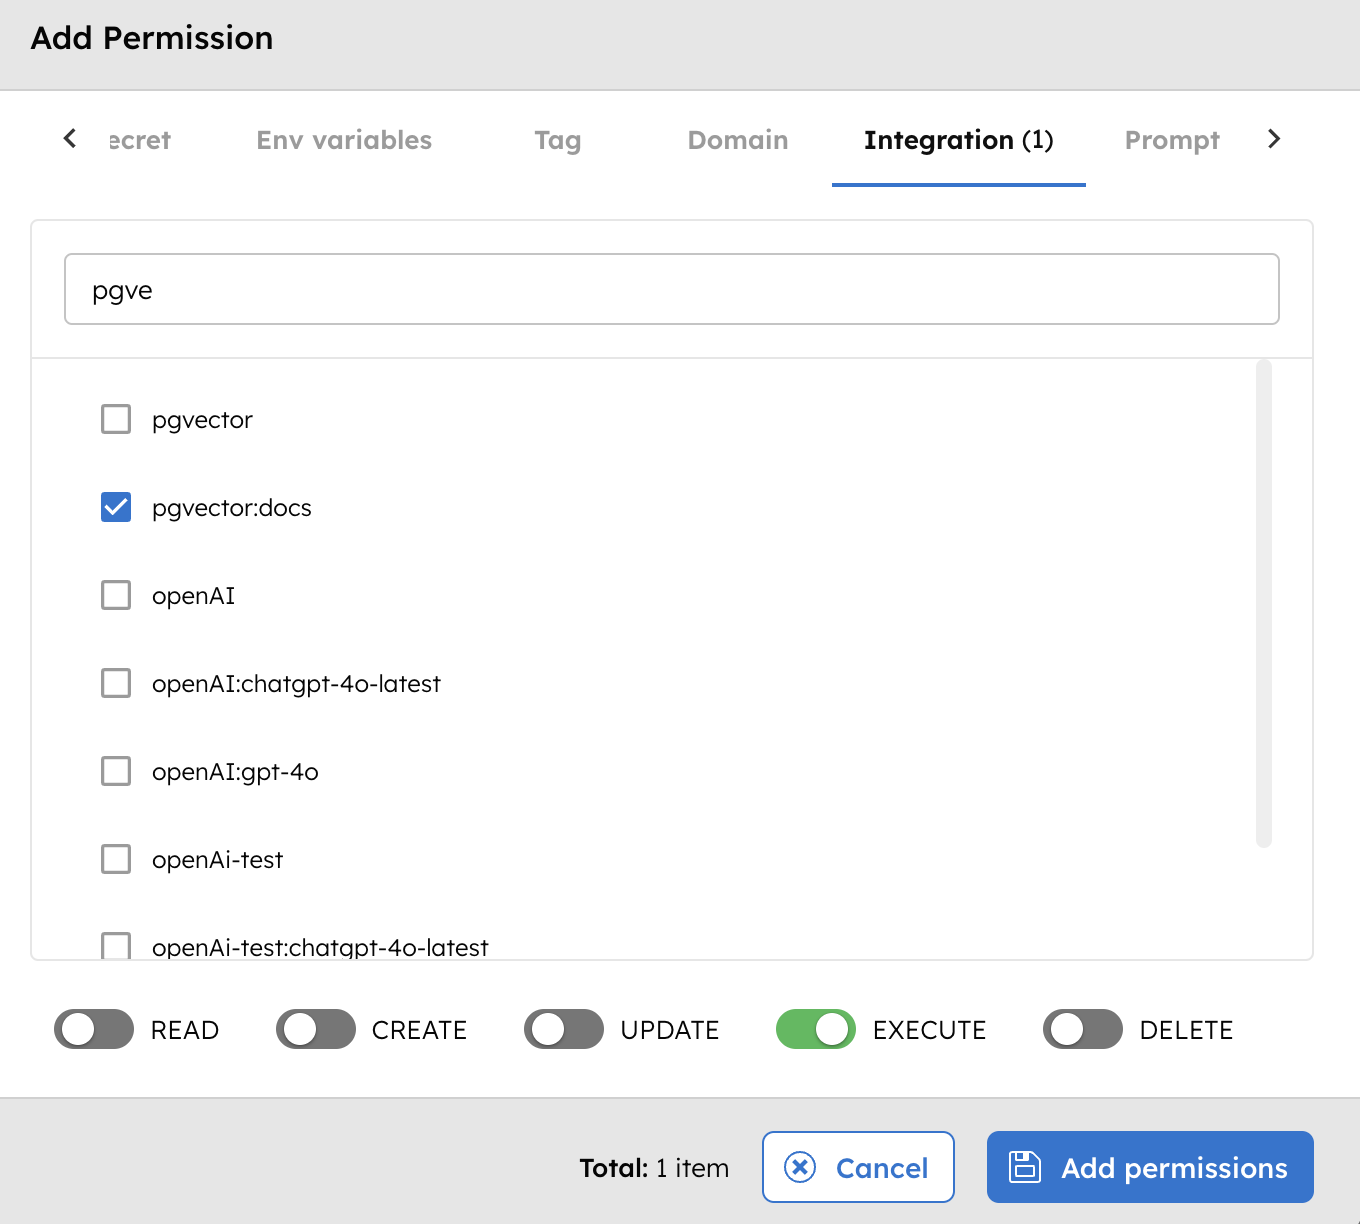 Add Permission
ecret Env variables Tag Domain Integration (1) Prompt
pgve
pgvector
pgvector:docs
openAI
openAI:chatgpt-4o-latest
openAI:gpt-4o
openAi-test
openAi-test:chatgpt-4o-latest
READ CREATE UPDATE EXECUTE DELETE
Total: 1 item Cancel Add permissions